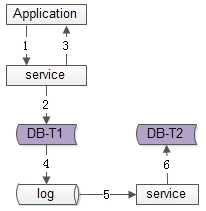 Application
1
3
service
2
DB-T1
DB-T2
4
6
log
5
service